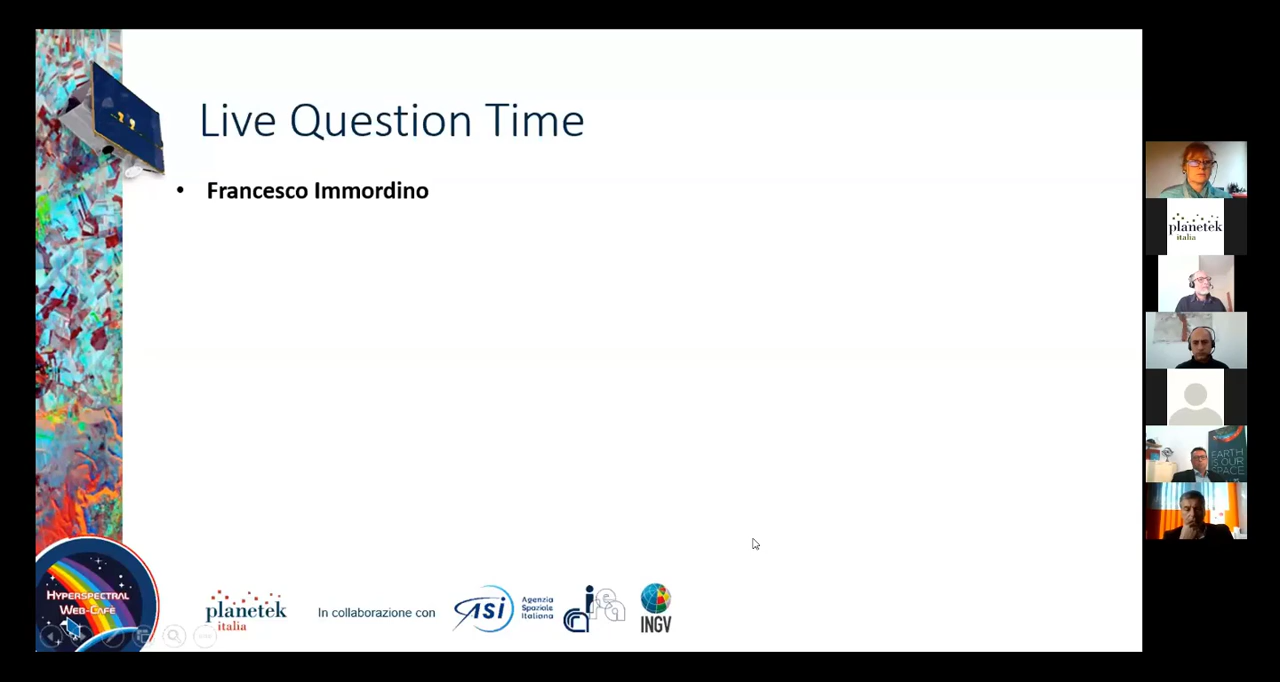 Live Question Time
• Francesco Immordino
HYPERSPECTRAL
WEB-CAFÈ
planetek
italia
In collaborazione con
ASI
Agenzia
Spaziale
Italiana
INGV
planetek
italia
EARTH
IS OUR
SPACE